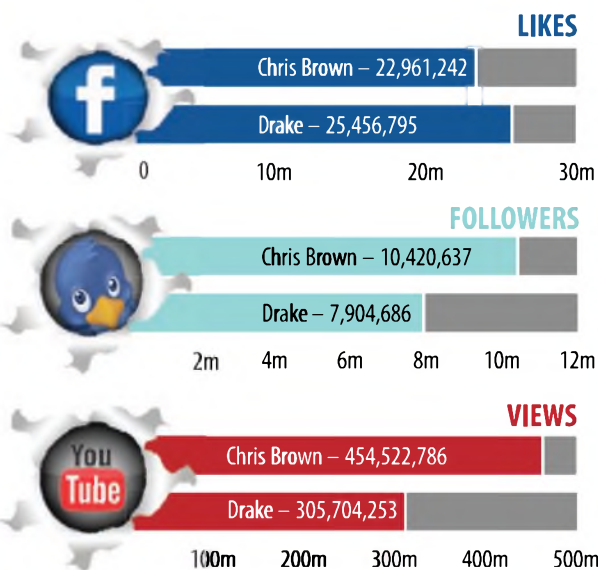 LIKES
f
Chris Brown – 22,961,242
Drake – 25,456,795
0 10m 20m 30m
FOLLOWERS
Chris Brown – 10,420,637
Drake – 7,904,686
2m 4m 6m 8m 10m 12m
VIEWS
You
Tube
Chris Brown – 454,522,786
Drake – 305,704,253
100m 200m 300m 400m 500m